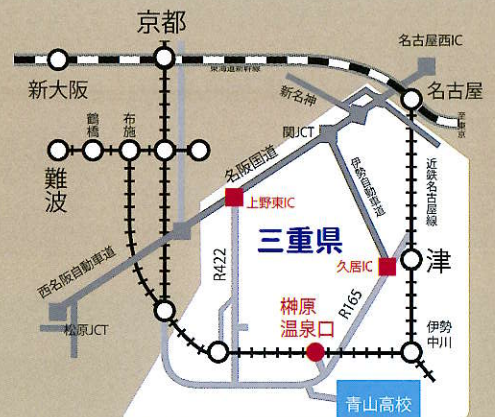 京都
名古屋西IC
東海道新幹線
新大阪
新名神
名古屋
至東京
鶴橋
布施
関JCT
難波
名阪国道
伊勢自動車道
近鉄名古屋線
上野東IC
三重県
西名阪自動車道
R422
久居IC
津
R165
榊原
温泉口
松原JCT
伊勢
中川
青山高校